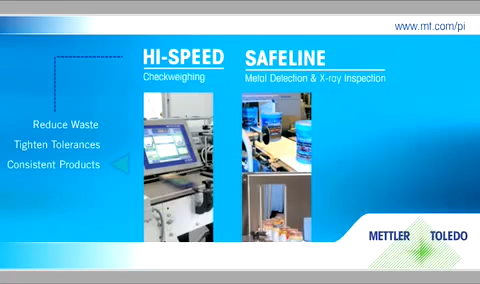 www.mt.com/pi
HI-SPEED
Checkweighing
SAFELINE
Metal Detection & X-ray Inspection
Reduce Waste
Tighten Tolerances
Consistent Products
METTLER TOLEDO